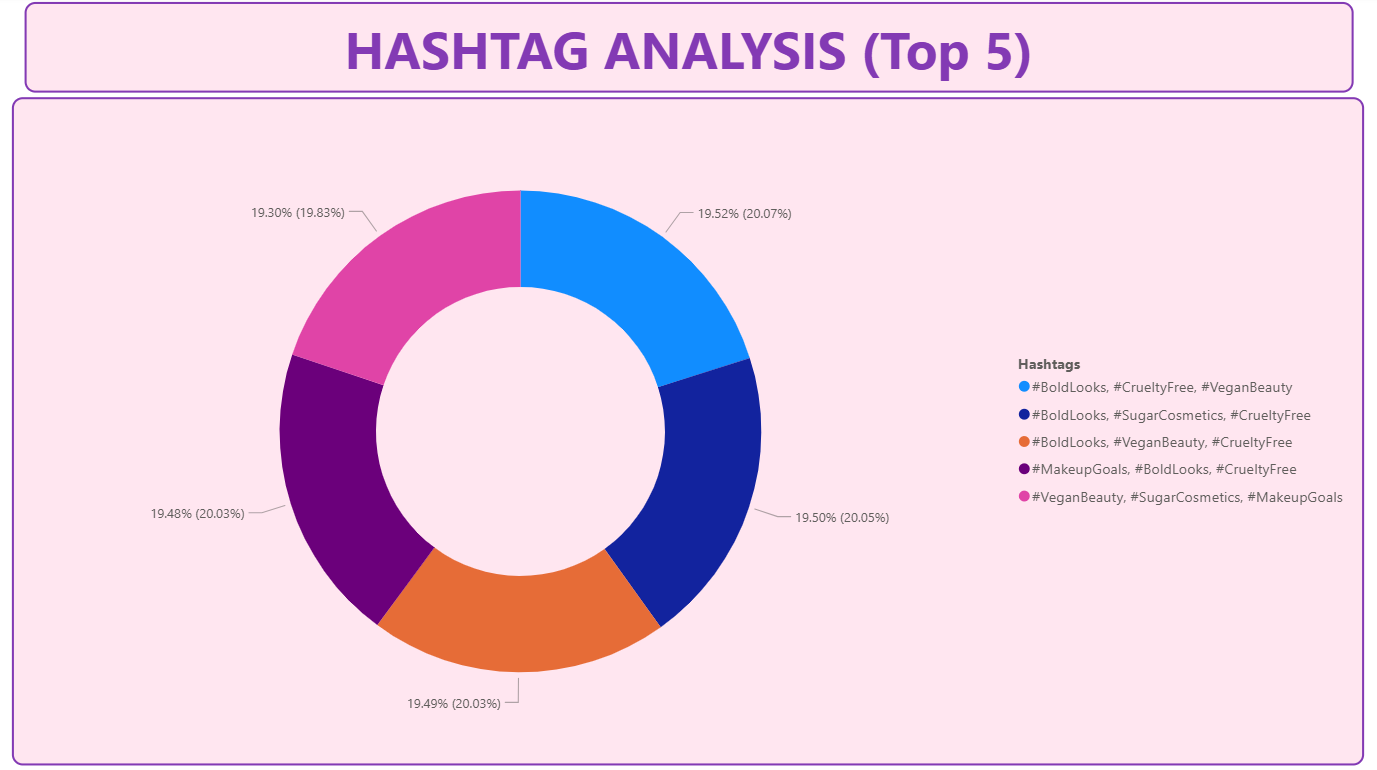 HASHTAG ANALYSIS (Top 5)
19.30% (19.83%)
19.52% (20.07%)
19.48% (20.03%)
19.50% (20.05%)
19.49% (20.03%)
Hashtags
#BoldLooks, #CrueltyFree, #VeganBeauty
#BoldLooks, #SugarCosmetics, #CrueltyFree
#BoldLooks, #VeganBeauty, #CrueltyFree
#MakeupGoals, #BoldLooks, #CrueltyFree
#VeganBeauty, #SugarCosmetics, #MakeupGoals